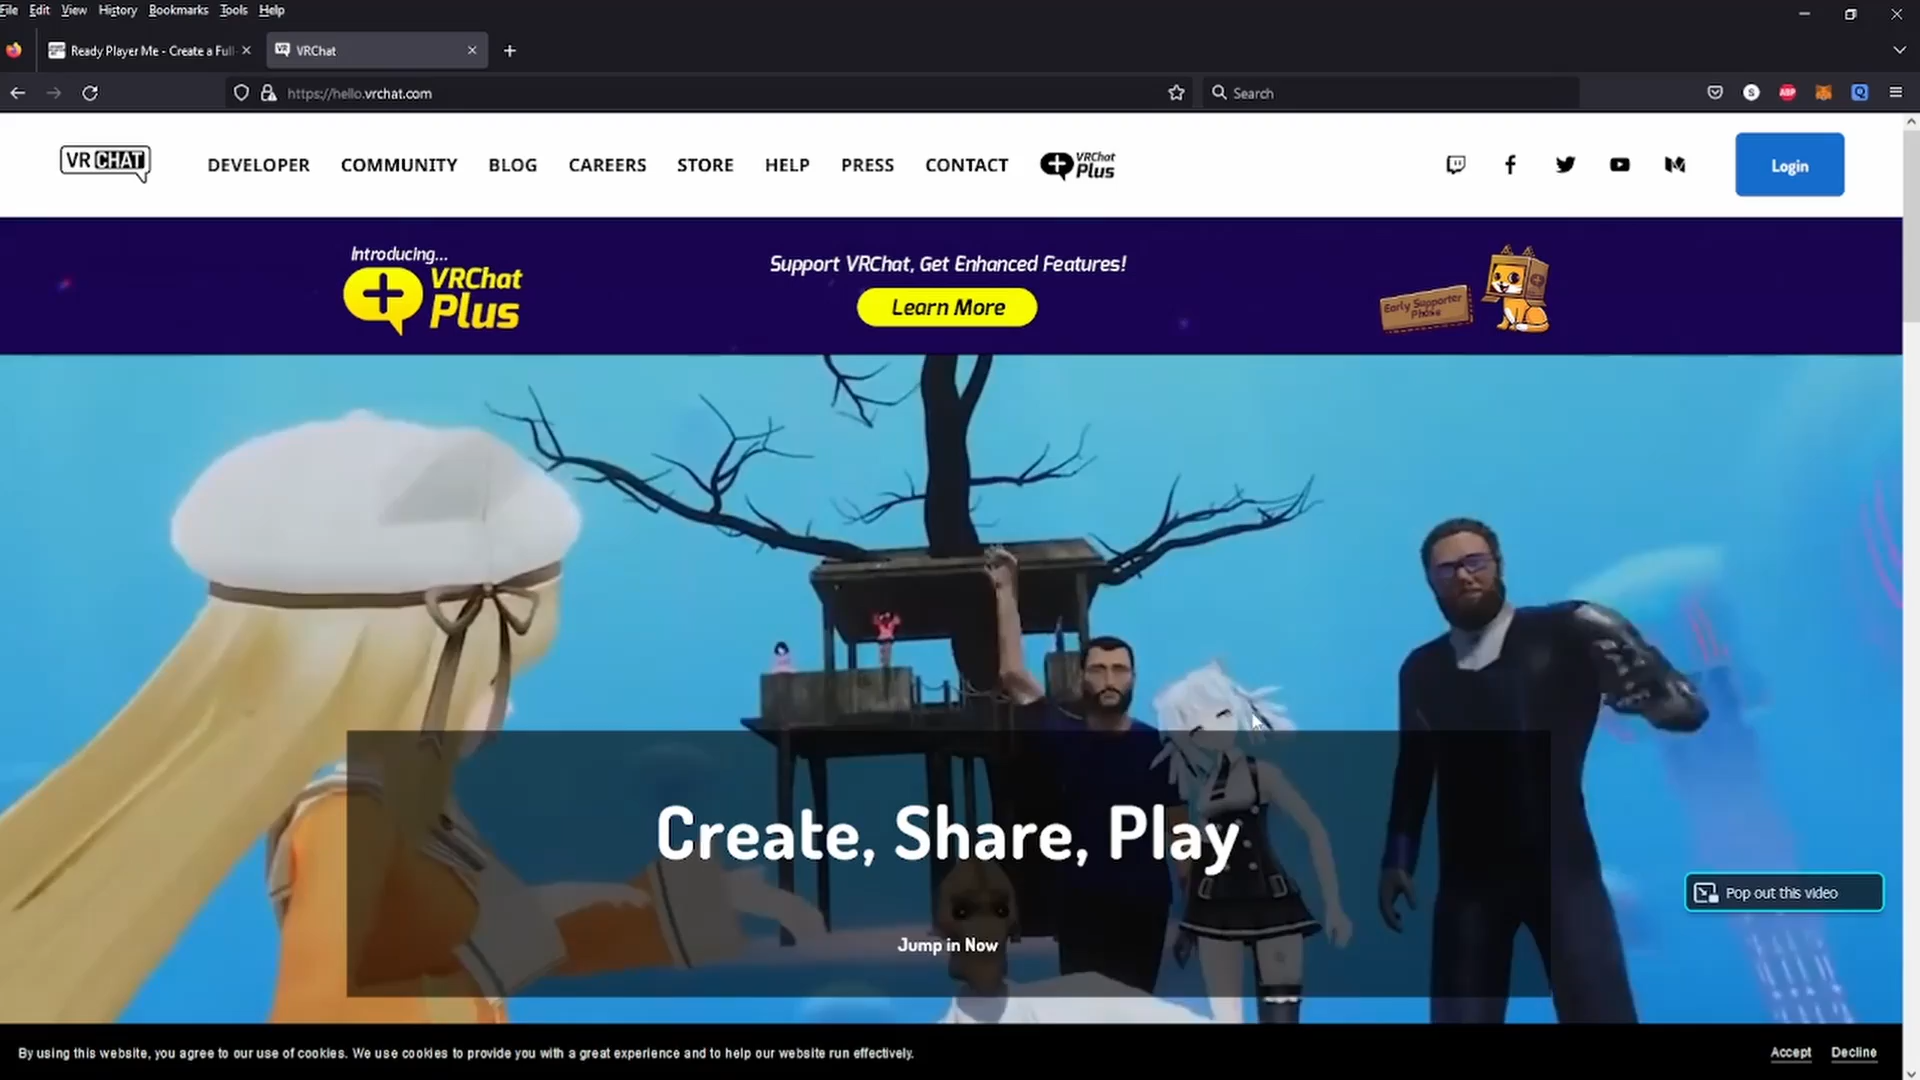 File Edit View History Bookmarks Tools Help
Ready Player Me - Create a Full-
VRChat
https://hello.vrchat.com
Search
S
ABP
VR CHAT
DEVELOPER COMMUNITY BLOG CAREERS STORE HELP PRESS CONTACT
VRChat
Plus
Login
Introducing...
VRChat
Plus
Support VRChat, Get Enhanced Features!
Learn More
Early Supporter
Phase
Create, Share, Play
Jump in Now
Pop out this video
By using this website, you agree to our use of cookies. We use cookies to provide you with a great experience and to help our website run effectively.
Accept Decline